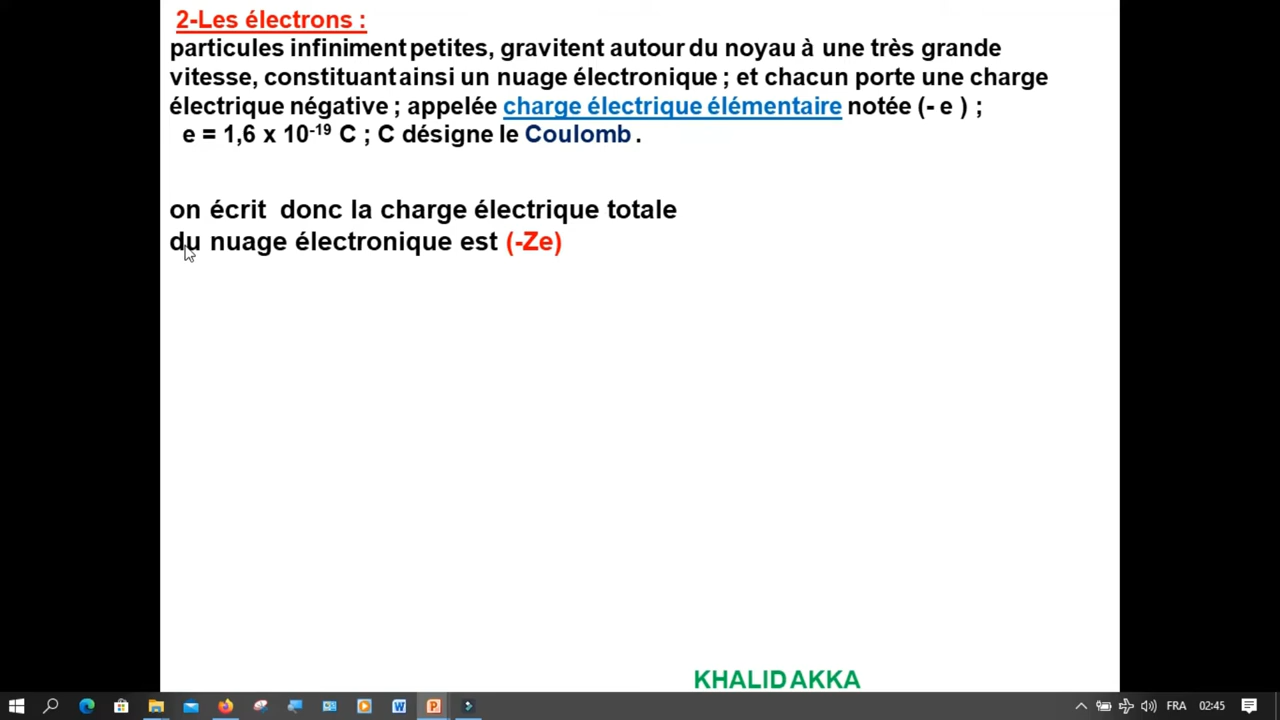 2-Les électrons :
particules infiniment petites, gravitent autour du noyau à une très grande
vitesse, constituant ainsi un nuage électronique ; et chacun porte une charge
électrique négative ; appelée charge électrique élémentaire notée (- e ) ;
e = 1,6 x 10⁻¹⁹ C ; C désigne le Coulomb .
on écrit donc la charge électrique totale
du nuage électronique est (-Ze)
KHALID AKKA
FRA 02:45